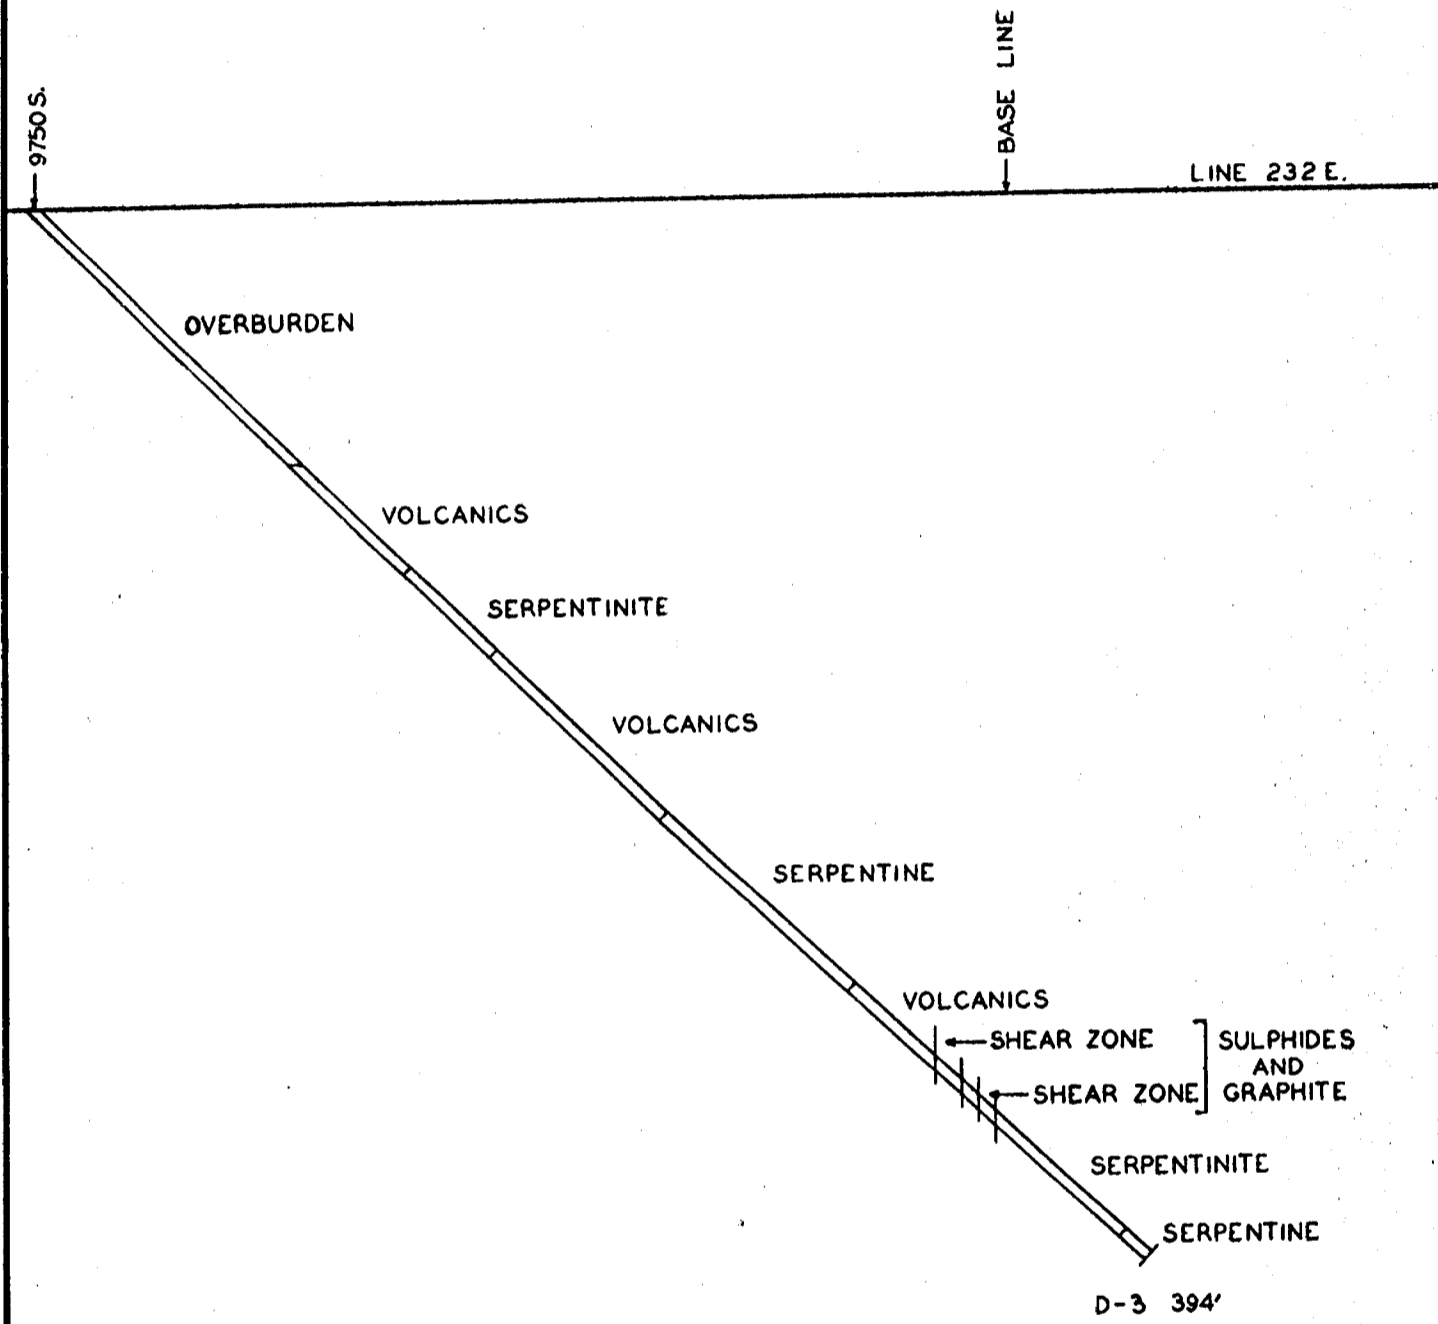 BASE LINE
9750S.
LINE 232 E.
OVERBURDEN
VOLCANICS
SERPENTINITE
VOLCANICS
SERPENTINE
VOLCANICS
SHEAR ZONE
SULPHIDES
AND
SHEAR ZONE
GRAPHITE
SERPENTINITE
SERPENTINE
D-3 394'